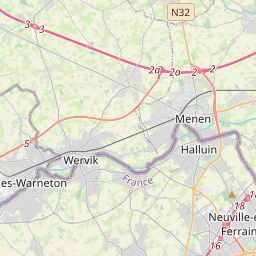 N32
3
3
2a
2a
2
2
Menen
5
Halluin
Wervik
es-Warneton
France
Neuville-e
Ferrain
16
18